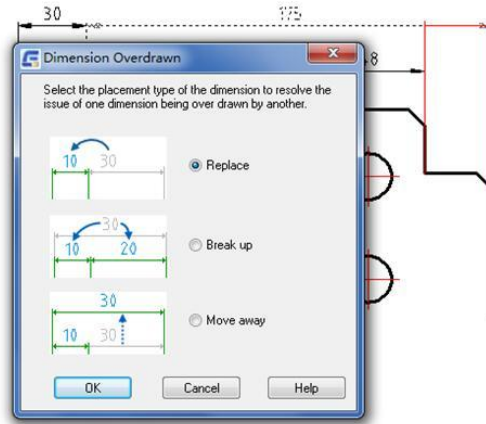 30
175
Dimension Overdrawn
48
Select the placement type of the dimension to resolve the
issue of one dimension being over drawn by another.
10 30
Replace
30
10 20
Break up
30
10 30
Move away
OK Cancel Help